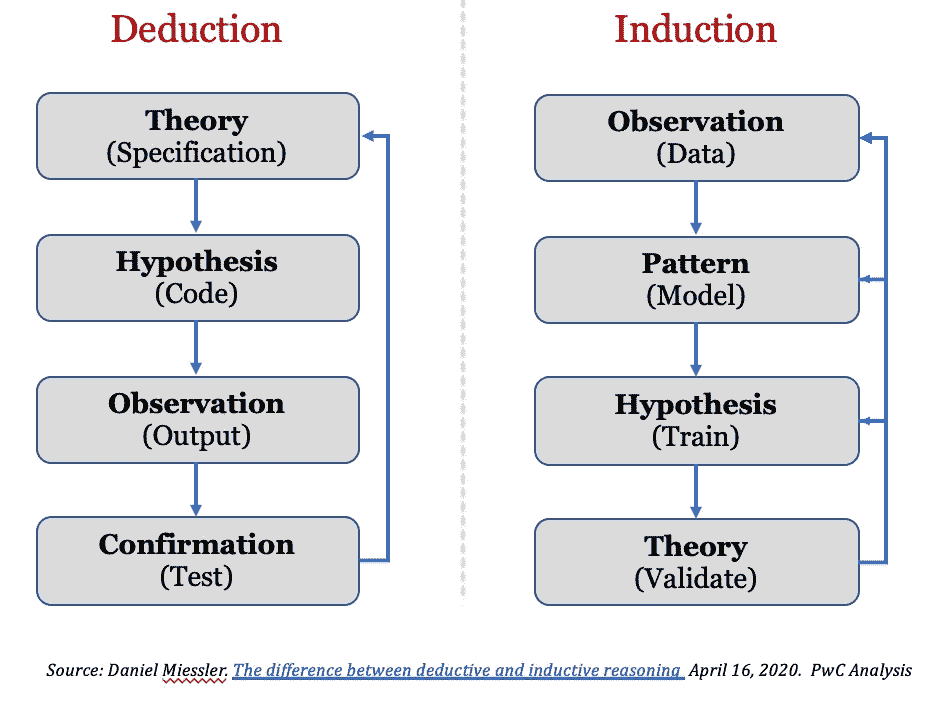 Deduction
Theory
(Specification)
Hypothesis
(Code)
Observation
(Output)
Confirmation
(Test)
Induction
Observation
(Data)
Pattern
(Model)
Hypothesis
(Train)
Theory
(Validate)
Source: Daniel Miessler. The difference between deductive and inductive reasoning April 16, 2020. PwC Analysis